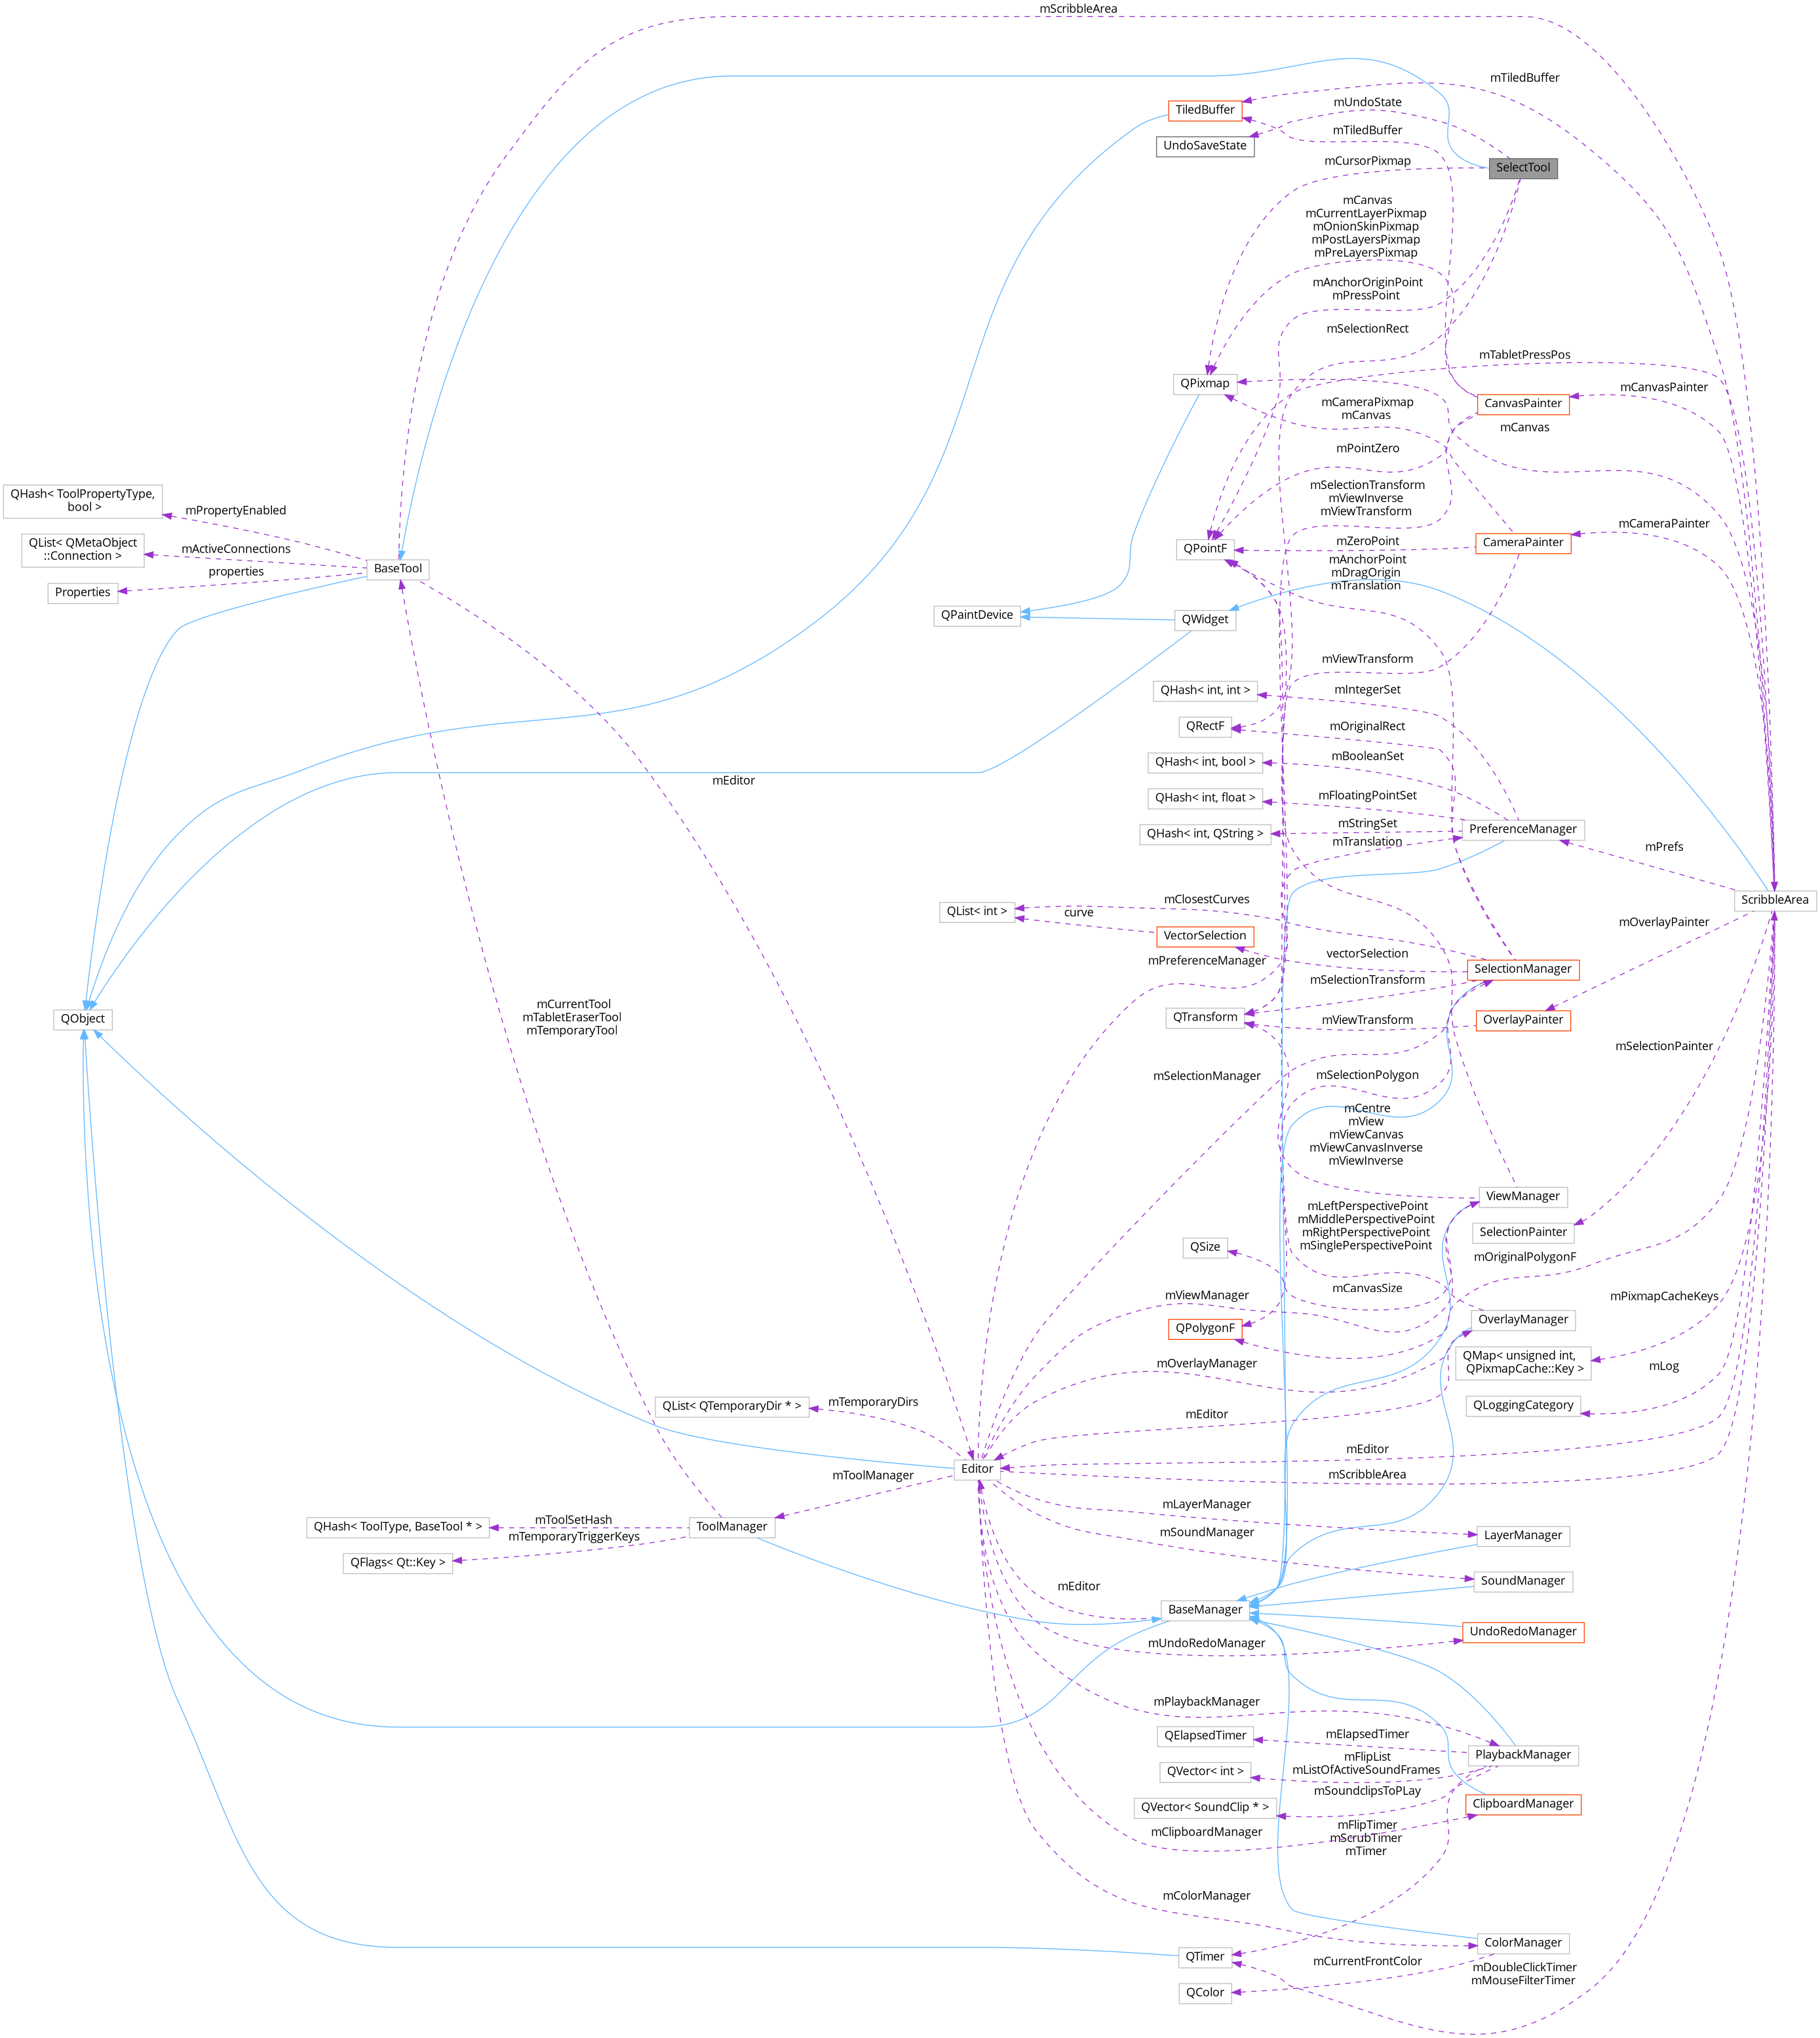 mScribbleArea
mTiledBuffer
TiledBuffer
mUndoState
mTiledBuffer
UndoSaveState
mCursorPixmap
SelectTool
mCanvas
mCurrentLayerPixmap
mOnionSkinPixmap
mPostLayersPixmap
mPreLayersPixmap
mAnchorOriginPoint
mPressPoint
mSelectionRect
mTabletPressPos
QPixmap
mCanvasPainter
CanvasPainter
mCameraPixmap
mCanvas
mCanvas
mPointZero
QHash< ToolPropertyType,
bool >
mPropertyEnabled
mSelectionTransform
mViewInverse
mViewTransform
mCameraPainter
QList< QMetaObject
::Connection >
mActiveConnections
QPointF
mZeroPoint
CameraPainter
properties
BaseTool
Properties
mAnchorPoint
mDragOrigin
mTranslation
QPaintDevice
QWidget
mViewTransform
QHash< int, int >
mIntegerSet
QRectF
mOriginalRect
QHash< int, bool >
mBooleanSet
mEditor
QHash< int, float >
mFloatingPointSet
QHash< int, QString >
mStringSet
PreferenceManager
mTranslation
mPrefs
ScribbleArea
mClosestCurves
QList< int >
curve
mOverlayPainter
VectorSelection
vectorSelection
mPreferenceManager
SelectionManager
mSelectionTransform
mCurrentTool
mTabletEraserTool
mTemporaryTool
QObject
QTransform
mViewTransform
OverlayPainter
mSelectionPainter
mSelectionManager
mSelectionPolygon
mCentre
mView
mViewCanvas
mViewCanvasInverse
mViewInverse
ViewManager
mLeftPerspectivePoint
mMiddlePerspectivePoint
mRightPerspectivePoint
mSinglePerspectivePoint
SelectionPainter
QSize
mOriginalPolygonF
mCanvasSize
mViewManager
mPixmapCacheKeys
QPolygonF
OverlayManager
mOverlayManager
QMap< unsigned int,
QPixmapCache::Key >
mLog
QList< QTemporaryDir * >
mTemporaryDirs
QLoggingCategory
mEditor
mEditor
Editor
mToolManager
mScribbleArea
mLayerManager
QHash< ToolType, BaseTool * >
mToolSetHash
ToolManager
mTemporaryTriggerKeys
mSoundManager
LayerManager
QFlags< Qt::Key >
mEditor
SoundManager
BaseManager
UndoRedoManager
mUndoRedoManager
mPlaybackManager
QElapsedTimer
mElapsedTimer
PlaybackManager
QVector< int >
mFlipList
mListOfActiveSoundFrames
mSoundclipsToPLay
QVector< SoundClip * >
ClipboardManager
mClipboardManager
mFlipTimer
mScrubTimer
mTimer
mColorManager
ColorManager
QTimer
mCurrentFrontColor
mDoubleClickTimer
mMouseFilterTimer
QColor